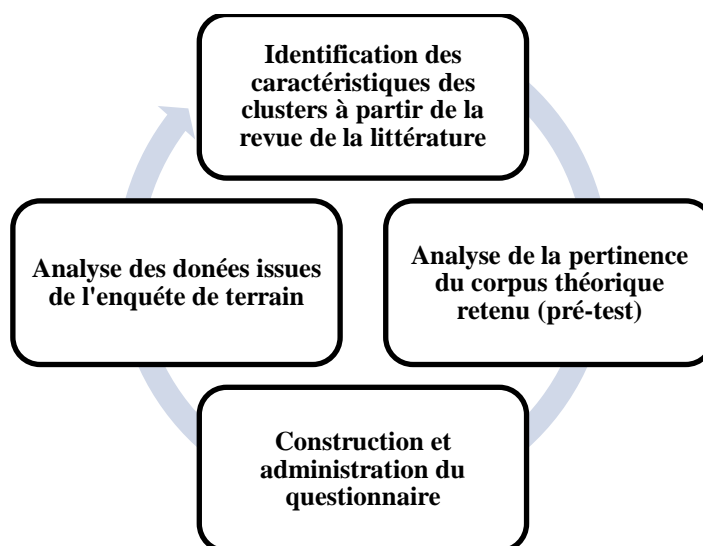 Identification des
caractéristiques des
clusters à partir de la
revue de la littérature
Analyse de la pertinence
du corpus théorique
retenu (pré-test)
Construction et
administration du
questionnaire
Analyse des donées issues
de l'enquéte de terrain